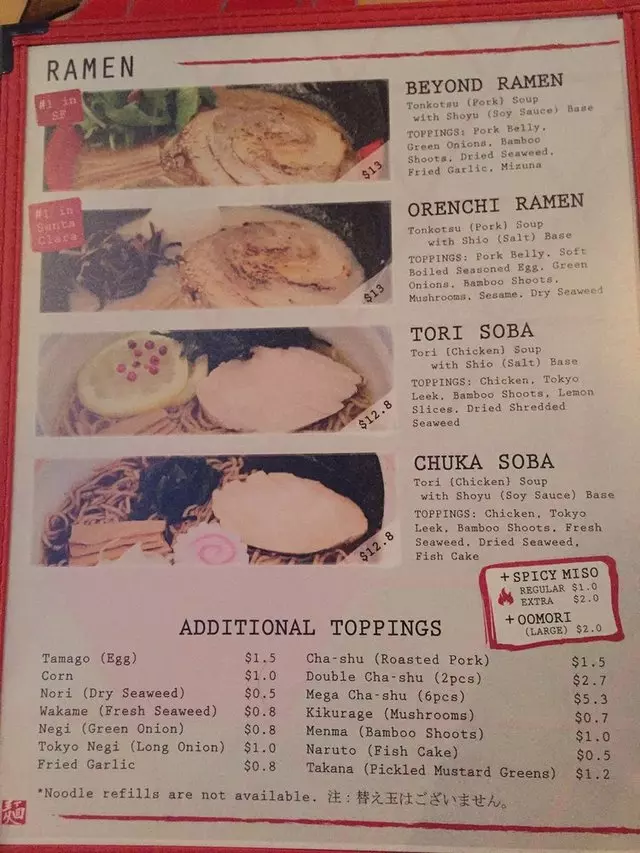 RAMEN
#1 in
SF
$13
BEYOND RAMEN
Tonkotsu (Pork) Soup
with Shoyu (Soy Sauce) Base
TOPPINGS: Pork Belly,
Green Onions, Bamboo
Shoots, Dried Seaweed,
Fried Garlic, Mizuna
#1 in
Santa
Clara
$13
ORENCHI RAMEN
Tonkotsu (Pork) Soup
with Shio (Salt) Base
TOPPINGS: Pork Belly, Soft
Boiled Seasoned Egg, Green
Onions, Bamboo Shoots,
Mushrooms, Sesame, Dry Seaweed
$12.8
TORI SOBA
Tori (Chicken) Soup
with Shio (Salt) Base
TOPPINGS: Chicken, Tokyo
Leek, Bamboo Shoots, Lemon
Slices, Dried Shredded
Seaweed
$12.8
CHUKA SOBA
Tori (Chicken) Soup
with Shoyu (Soy Sauce) Base
TOPPINGS: Chicken, Tokyo
Leek, Bamboo Shoots, Fresh
Seaweed, Dried Seaweed,
Fish Cake
+SPICY MISO
REGULAR $1.0
EXTRA $2.0
+OOMORI
(LARGE) $2.0
ADDITIONAL TOPPINGS
Tamago (Egg) $1.5
Corn $1.0
Nori (Dry Seaweed) $0.5
Wakame (Fresh Seaweed) $0.8
Negi (Green Onion) $0.8
Tokyo Negi (Long Onion) $1.0
Fried Garlic $0.8
Cha-shu (Roasted Pork) $1.5
Double Cha-shu (2pcs) $2.7
Mega Cha-shu (6pcs) $5.3
Kikurage (Mushrooms) $0.7
Menma (Bamboo Shoots) $1.0
Naruto (Fish Cake) $0.5
Takana (Pickled Mustard Greens) $1.2
*Noodle refills are not available. 注：替え玉はございません。